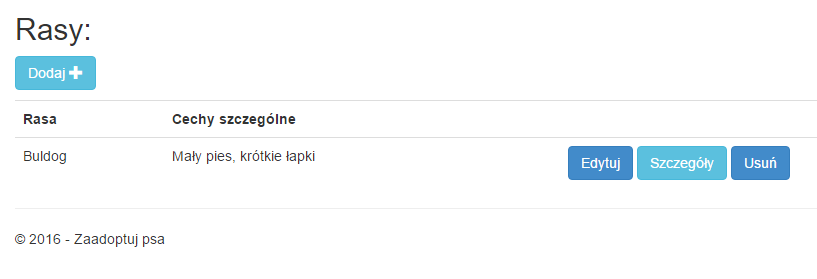 Rasy:
Dodaj
Rasa Cechy szczególne
Buldog Mały pies, krótkie łapki Edytuj Szczegóły Usuń
© 2016 - Zaadoptuj psa